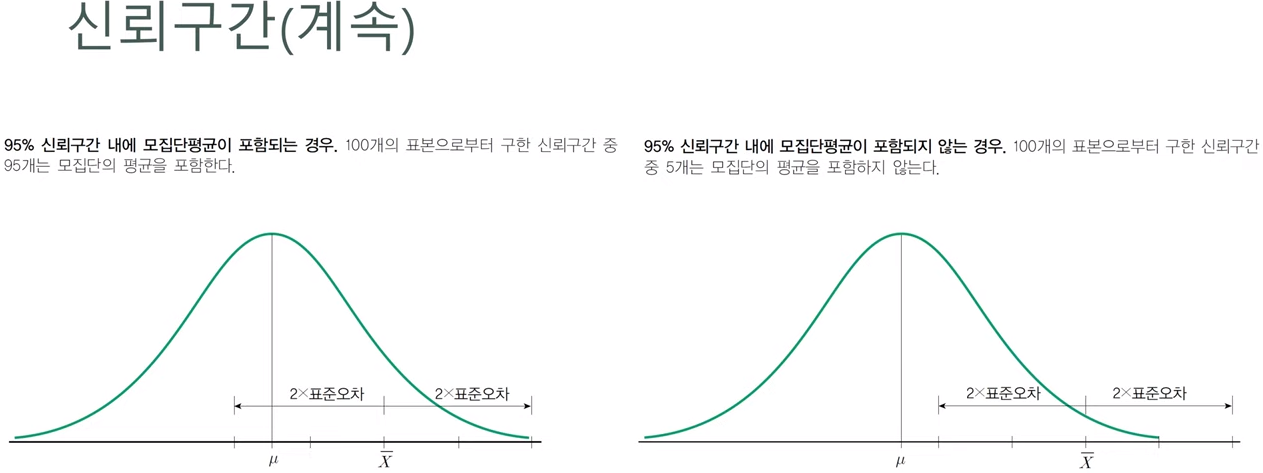 신뢰구간(계속)
95% 신뢰구간 내에 모집단평균이 포함되는 경우. 100개의 표본으로부터 구한 신뢰구간 중
95개는 모집단의 평균을 포함한다.
95% 신뢰구간 내에 모집단평균이 포함되지 않는 경우. 100개의 표본으로부터 구한 신뢰구간
중 5개는 모집단의 평균을 포함하지 않는다.
2×표준오차 2×표준오차
μ X̅
2×표준오차 2×표준오차
μ X̅